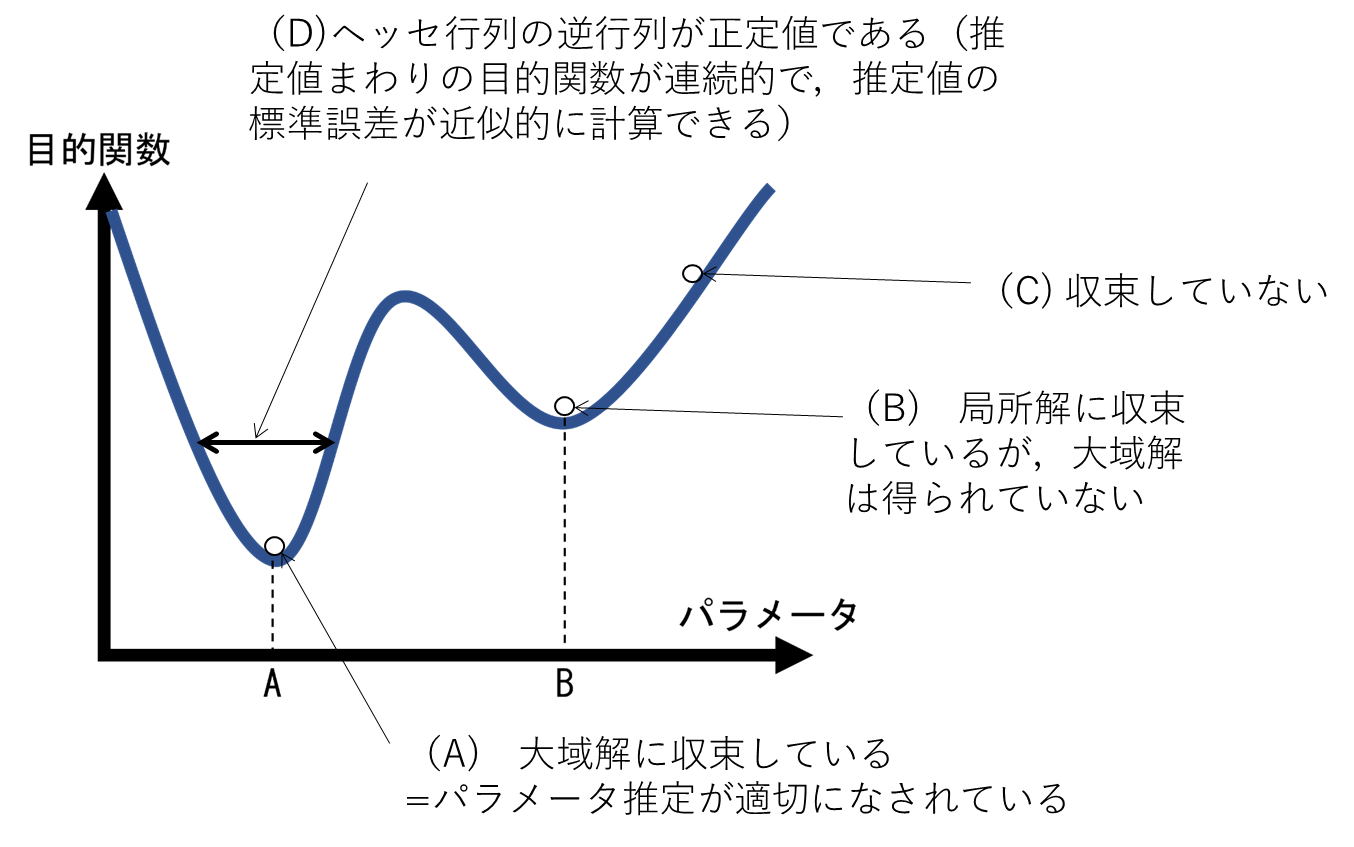 （D)ヘッセ行列の逆行列が正定値である（推
定値まわりの目的関数が連続的で，推定値の
標準誤差が近似的に計算できる）
目的関数
（C) 収束していない
（B)　局所解に収束
しているが，大域解
は得られていない
パラメータ
A
B
（A)　大域解に収束している
=パラメータ推定が適切になされている